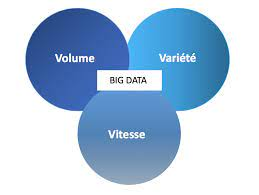 Volume
Variété
BIG DATA
Vitesse